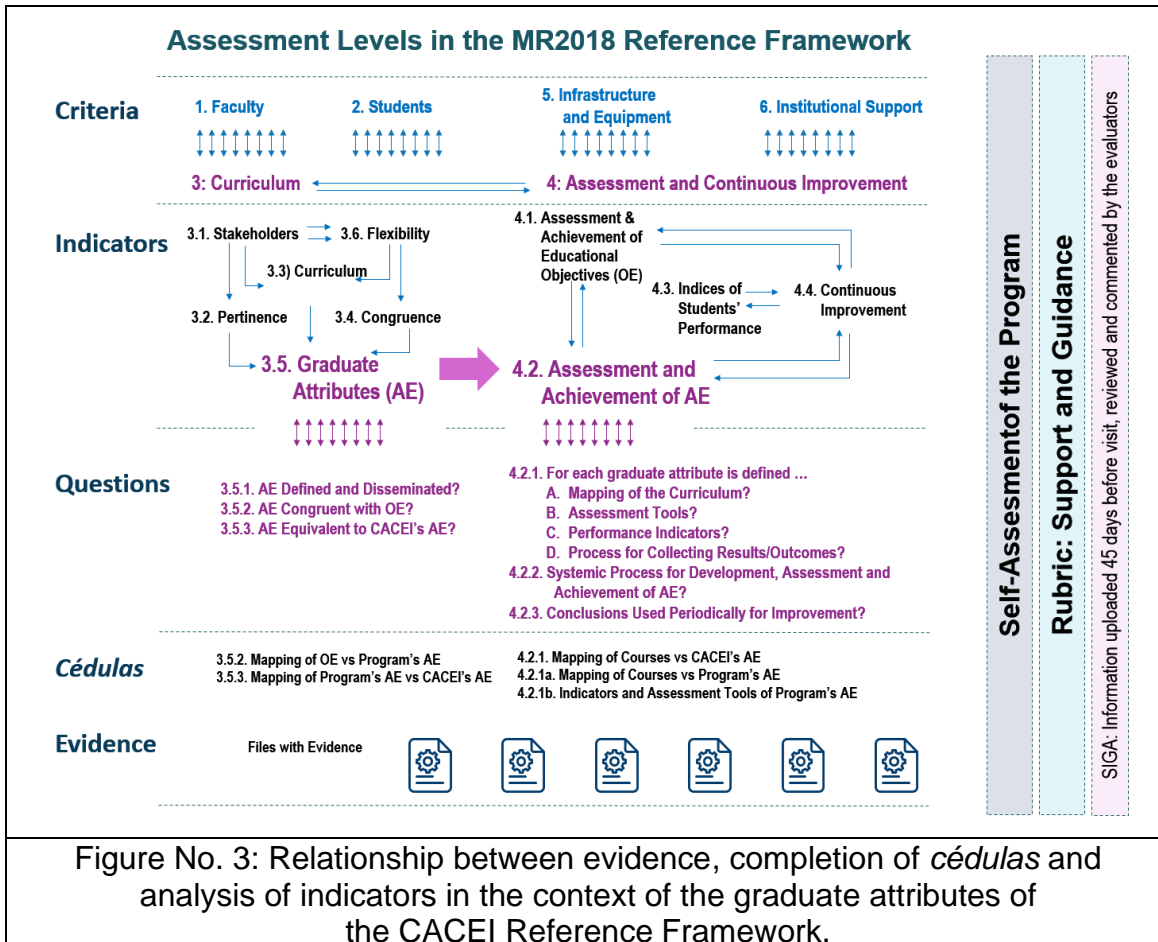 Assessment Levels in the MR2018 Reference Framework
Criteria
1. Faculty
2. Students
5. Infrastructure
and Equipment
6. Institutional Support
3: Curriculum
4: Assessment and Continuous Improvement
Indicators
3.1. Stakeholders
3.6. Flexibility
3.3) Curriculum
3.2. Pertinence
3.4. Congruence
3.5. Graduate
Attributes (AE)
4.1. Assessment &
Achievement of
Educational
Objectives (OE)
4.3. Indices of
Students'
Performance
4.4. Continuous
Improvement
4.2. Assessment and
Achievement of AE
Questions
3.5.1. AE Defined and Disseminated?
3.5.2. AE Congruent with OE?
3.5.3. AE Equivalent to CACEI's AE?
4.2.1. For each graduate attribute is defined …
A. Mapping of the Curriculum?
B. Assessment Tools?
C. Performance Indicators?
D. Process for Collecting Results/Outcomes?
4.2.2. Systemic Process for Development, Assessment and
Achievement of AE?
4.2.3. Conclusions Used Periodically for Improvement?
Cédulas
3.5.2. Mapping of OE vs Program's AE
3.5.3. Mapping of Program's AE vs CACEI's AE
4.2.1. Mapping of Courses vs CACEI's AE
4.2.1a. Mapping of Courses vs Program's AE
4.2.1b. Indicators and Assessment Tools of Program's AE
Evidence
Files with Evidence
Self-Assesmentof the Program
Rubric: Support and Guidance
SIGA: Information uploaded 45 days before visit, reviewed and commented by the evaluators
Figure No. 3: Relationship between evidence, completion of cédulas and
analysis of indicators in the context of the graduate attributes of
the CACEI Reference Framework.